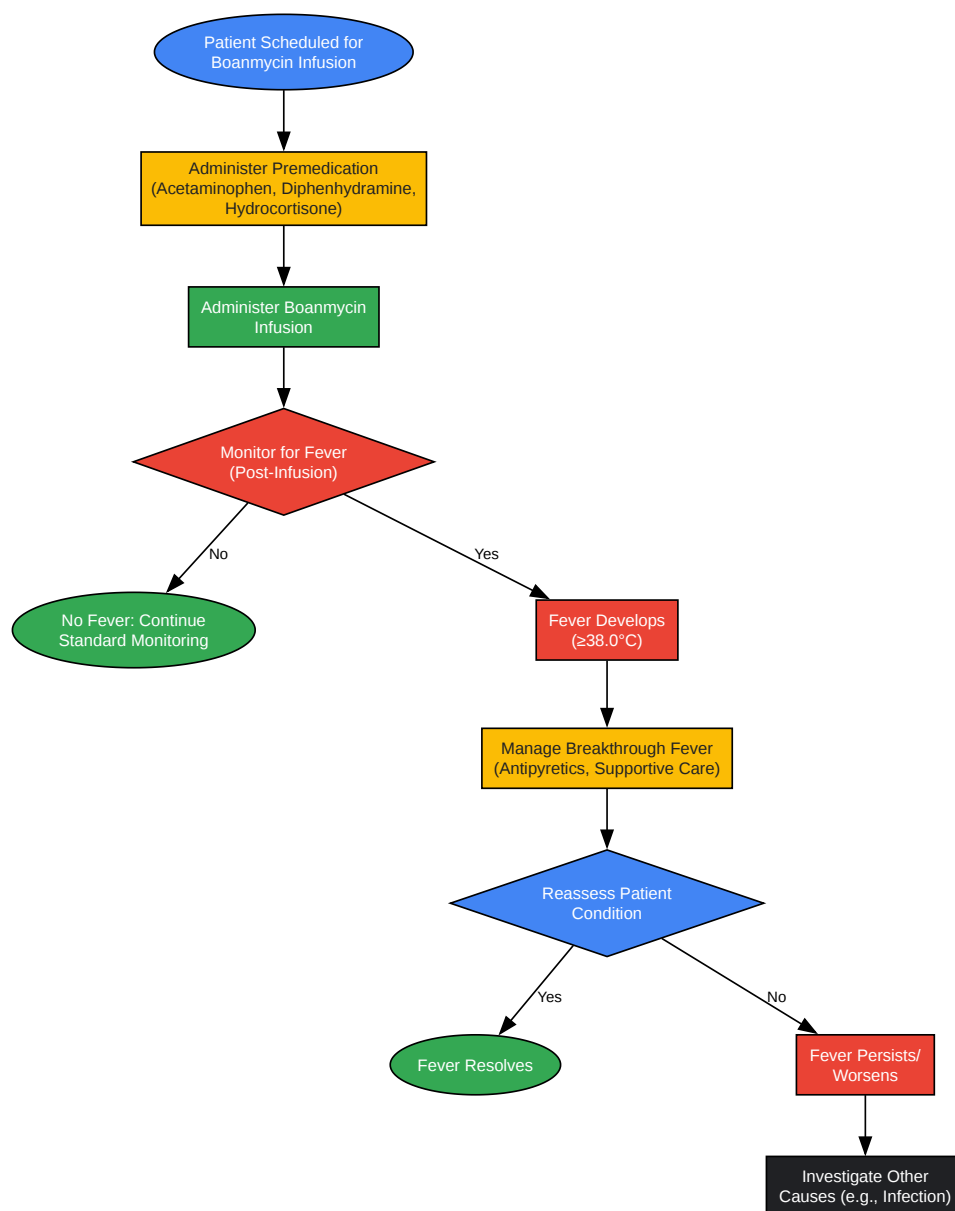 Patient Scheduled for
Boanmycin Infusion
Administer Premedication
(Acetaminophen, Diphenhydramine,
Hydrocortisone)
Administer Boanmycin
Infusion
Monitor for Fever
(Post-Infusion)
No
Yes
No Fever: Continue
Standard Monitoring
Fever Develops
(≥38.0°C)
Manage Breakthrough Fever
(Antipyretics, Supportive Care)
Reassess Patient
Condition
Yes
No
Fever Resolves
Fever Persists/
Worsens
Investigate Other
Causes (e.g., Infection)